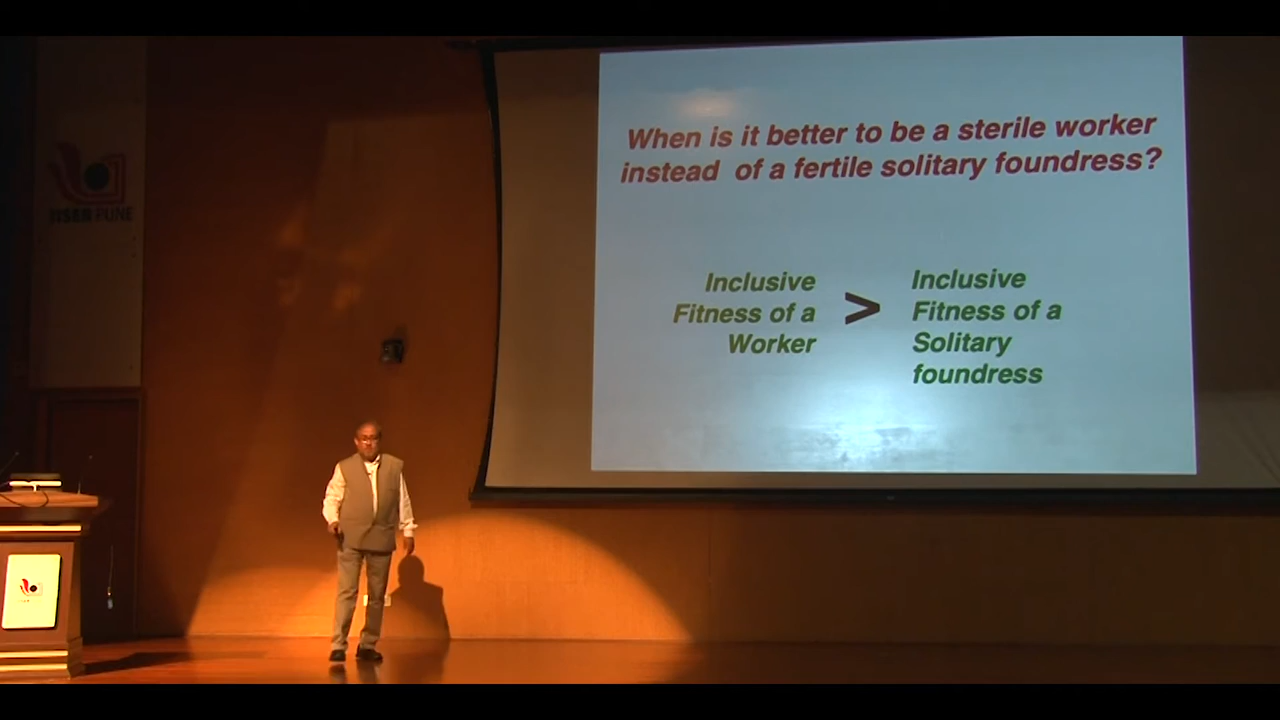 When is it better to be a sterile worker
instead of a fertile solitary foundress?
Inclusive
Fitness of a
Worker
>
Inclusive
Fitness of a
Solitary
foundress
IISER PUNE